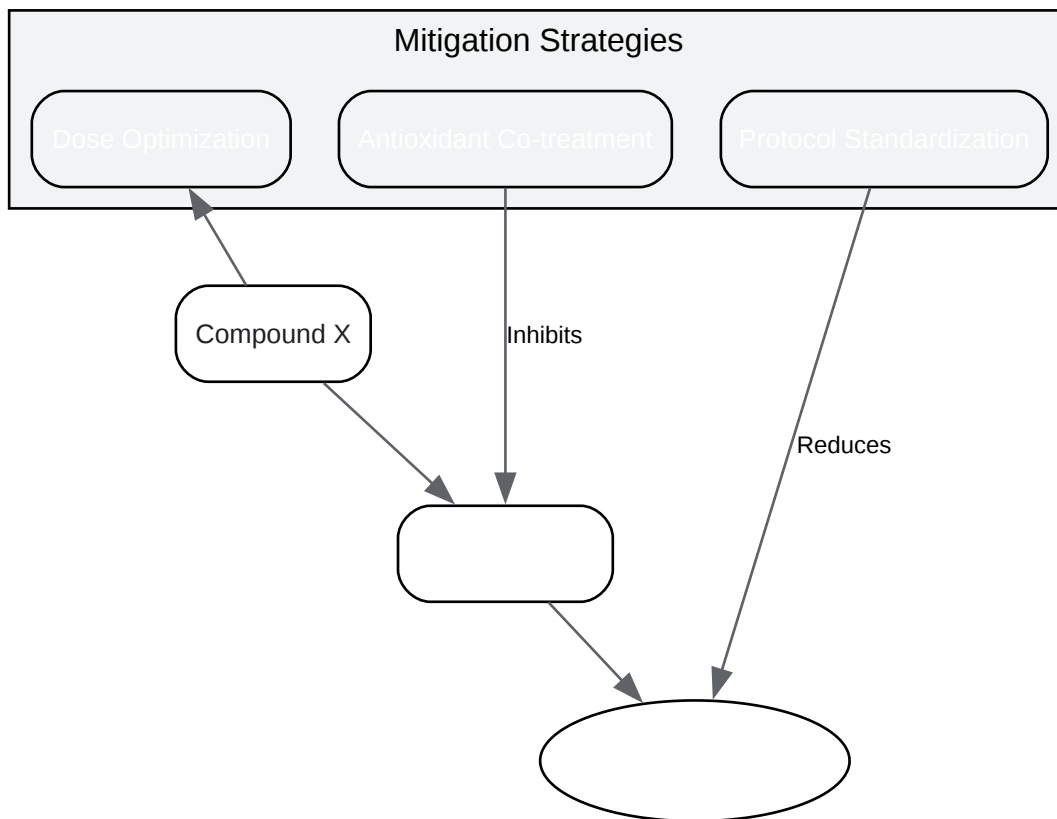 Mitigation Strategies
Dose Optimization
Antioxidant Co-treatment
Protocol Standardization
Compound X
Inhibits
Reduces